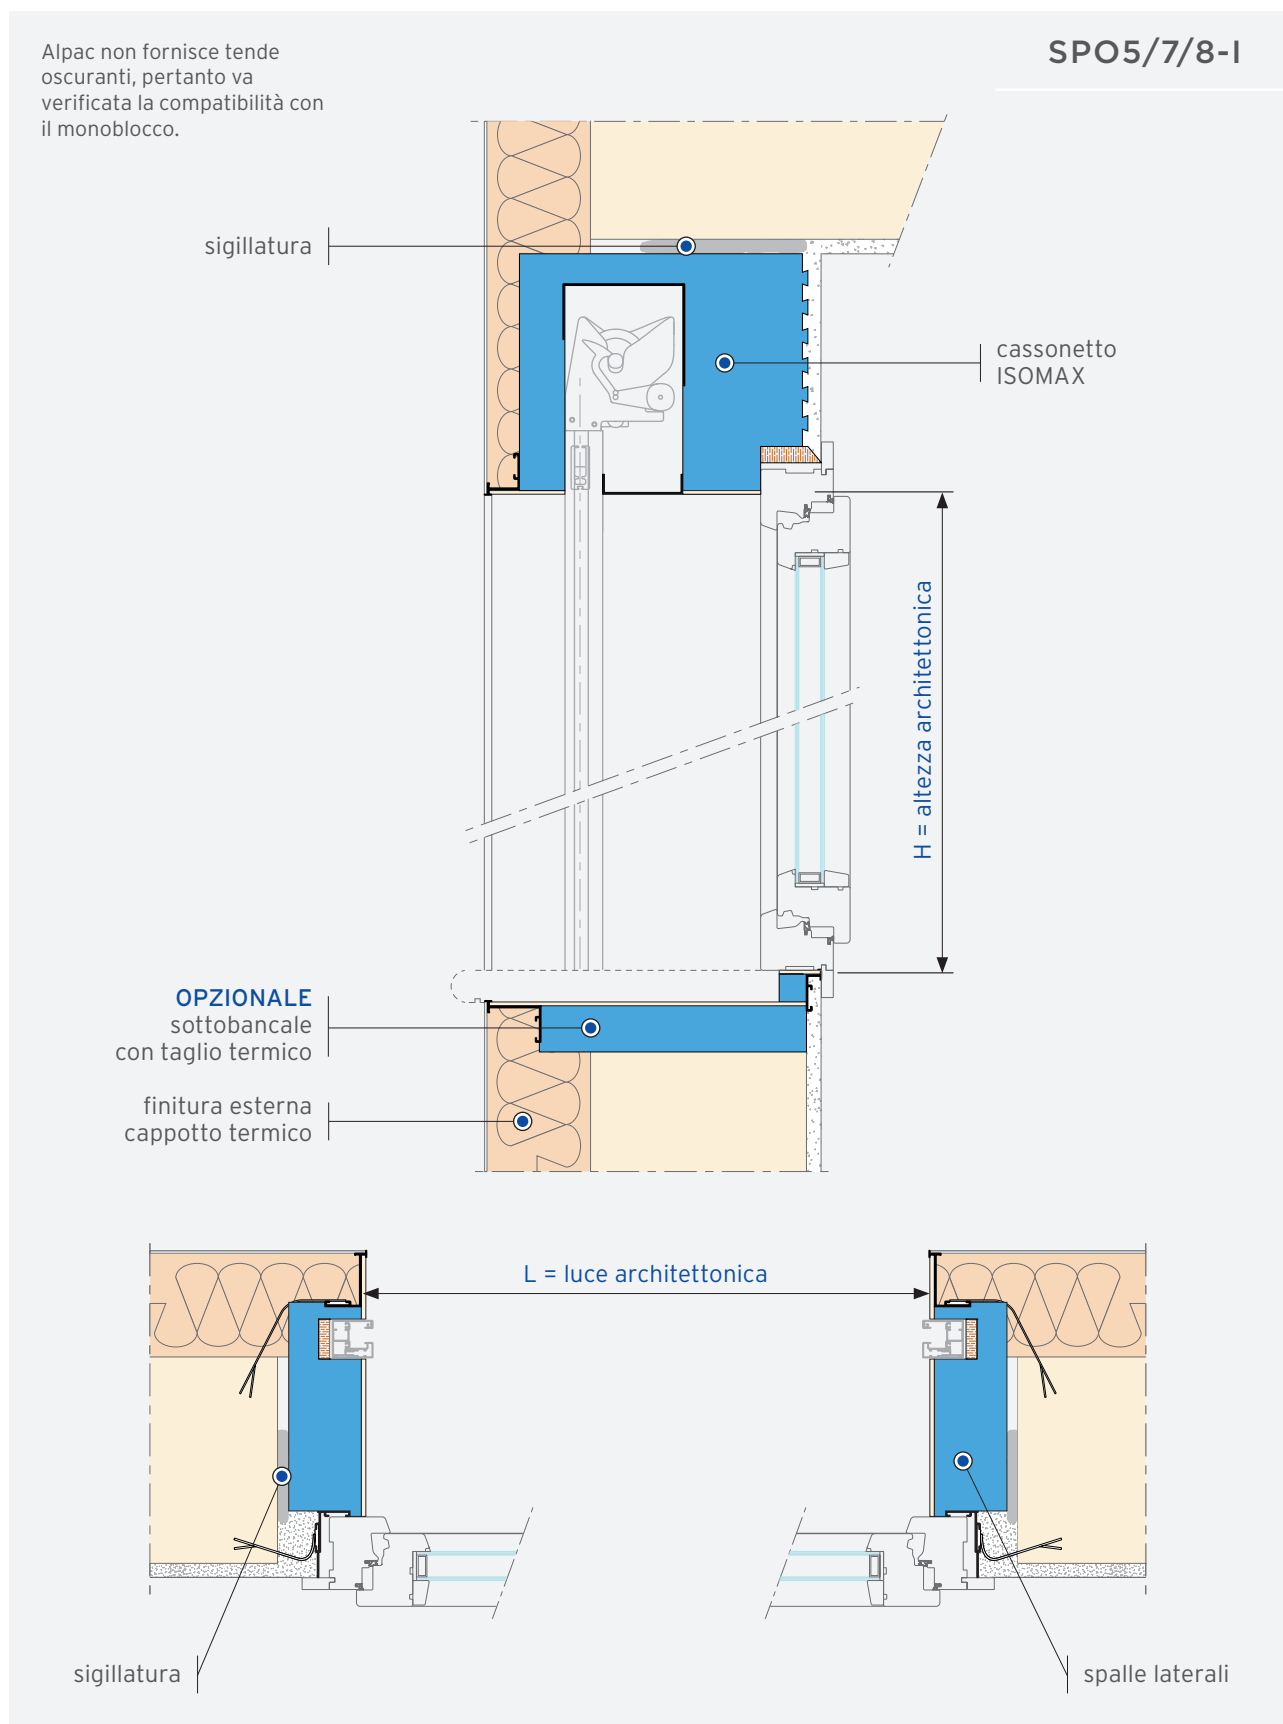 Alpac non fornisce tende
oscuranti, pertanto va
verificata la compatibilità con
il monoblocco.
SPO5/7/8-I
sigillatura
cassonetto
ISOMAX
H = altezza architettonica
OPZIONALE
sottobancale
con taglio termico
finitura esterna
cappotto termico
L = luce architettonica
sigillatura
spalle laterali